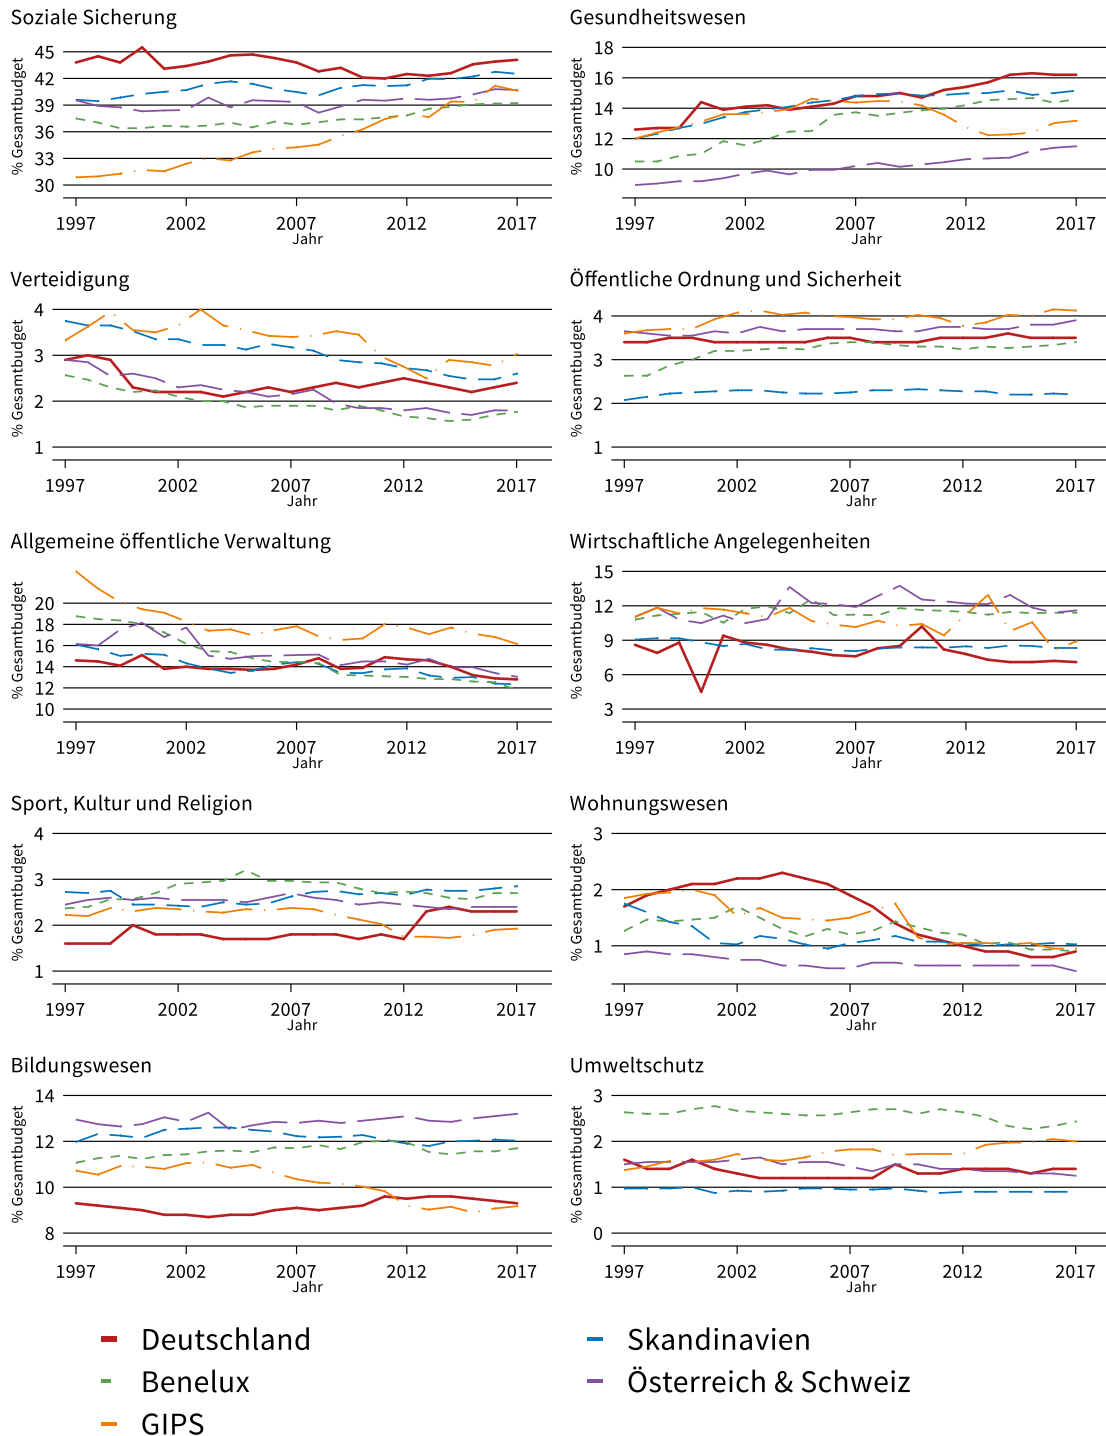 Soziale Sicherung
% Gesamtbudget
45
42
39
36
33
30
1997 2002 2007 2012 2017
Jahr
Gesundheitswesen
% Gesamtbudget
18
16
14
12
10
1997 2002 2007 2012 2017
Jahr
Verteidigung
% Gesamtbudget
4
3
2
1
1997 2002 2007 2012 2017
Jahr
Öffentliche Ordnung und Sicherheit
% Gesamtbudget
4
3
2
1
1997 2002 2007 2012 2017
Jahr
Allgemeine öffentliche Verwaltung
% Gesamtbudget
20
18
16
14
12
10
1997 2002 2007 2012 2017
Jahr
Wirtschaftliche Angelegenheiten
% Gesamtbudget
15
12
9
6
3
1997 2002 2007 2012 2017
Jahr
Sport, Kultur und Religion
% Gesamtbudget
4
3
2
1
1997 2002 2007 2012 2017
Jahr
Wohnungswesen
% Gesamtbudget
3
2
1
1997 2002 2007 2012 2017
Jahr
Bildungswesen
% Gesamtbudget
14
12
10
8
1997 2002 2007 2012 2017
Jahr
Umweltschutz
% Gesamtbudget
3
2
1
0
1997 2002 2007 2012 2017
Jahr
Deutschland
Benelux
GIPS
Skandinavien
Österreich & Schweiz